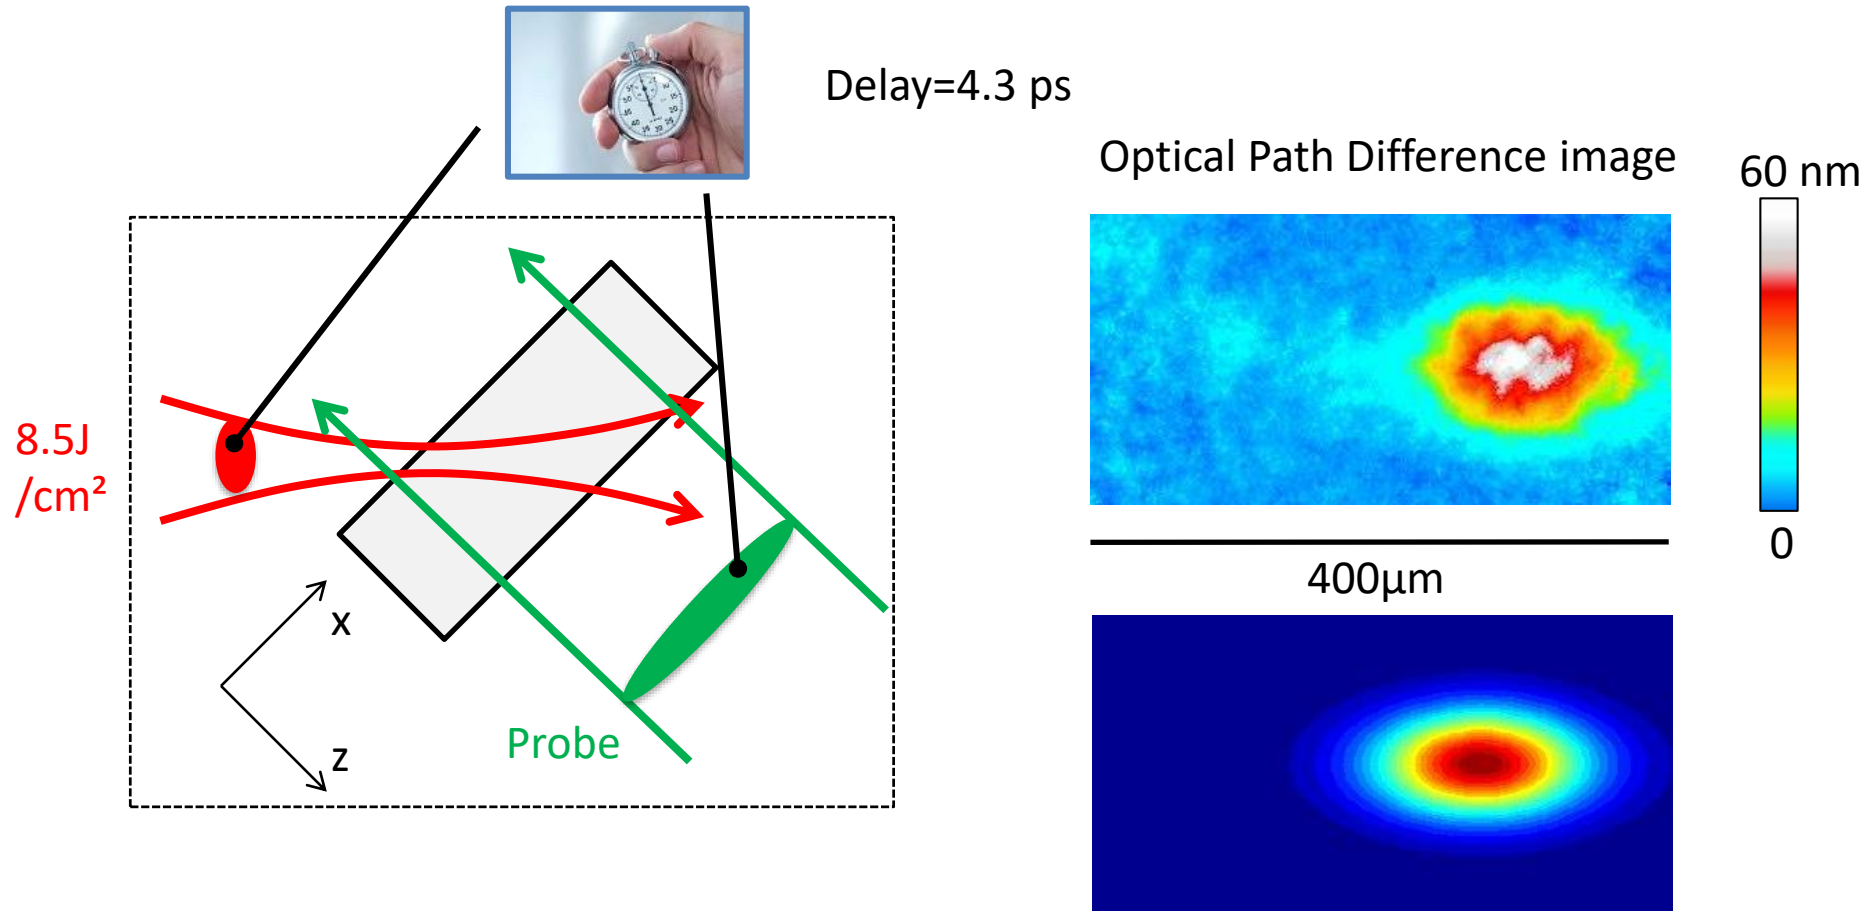 Delay=4.3 ps
Optical Path Difference image
60 nm
8.5J
/cm²
0
400μm
x
Probe
z